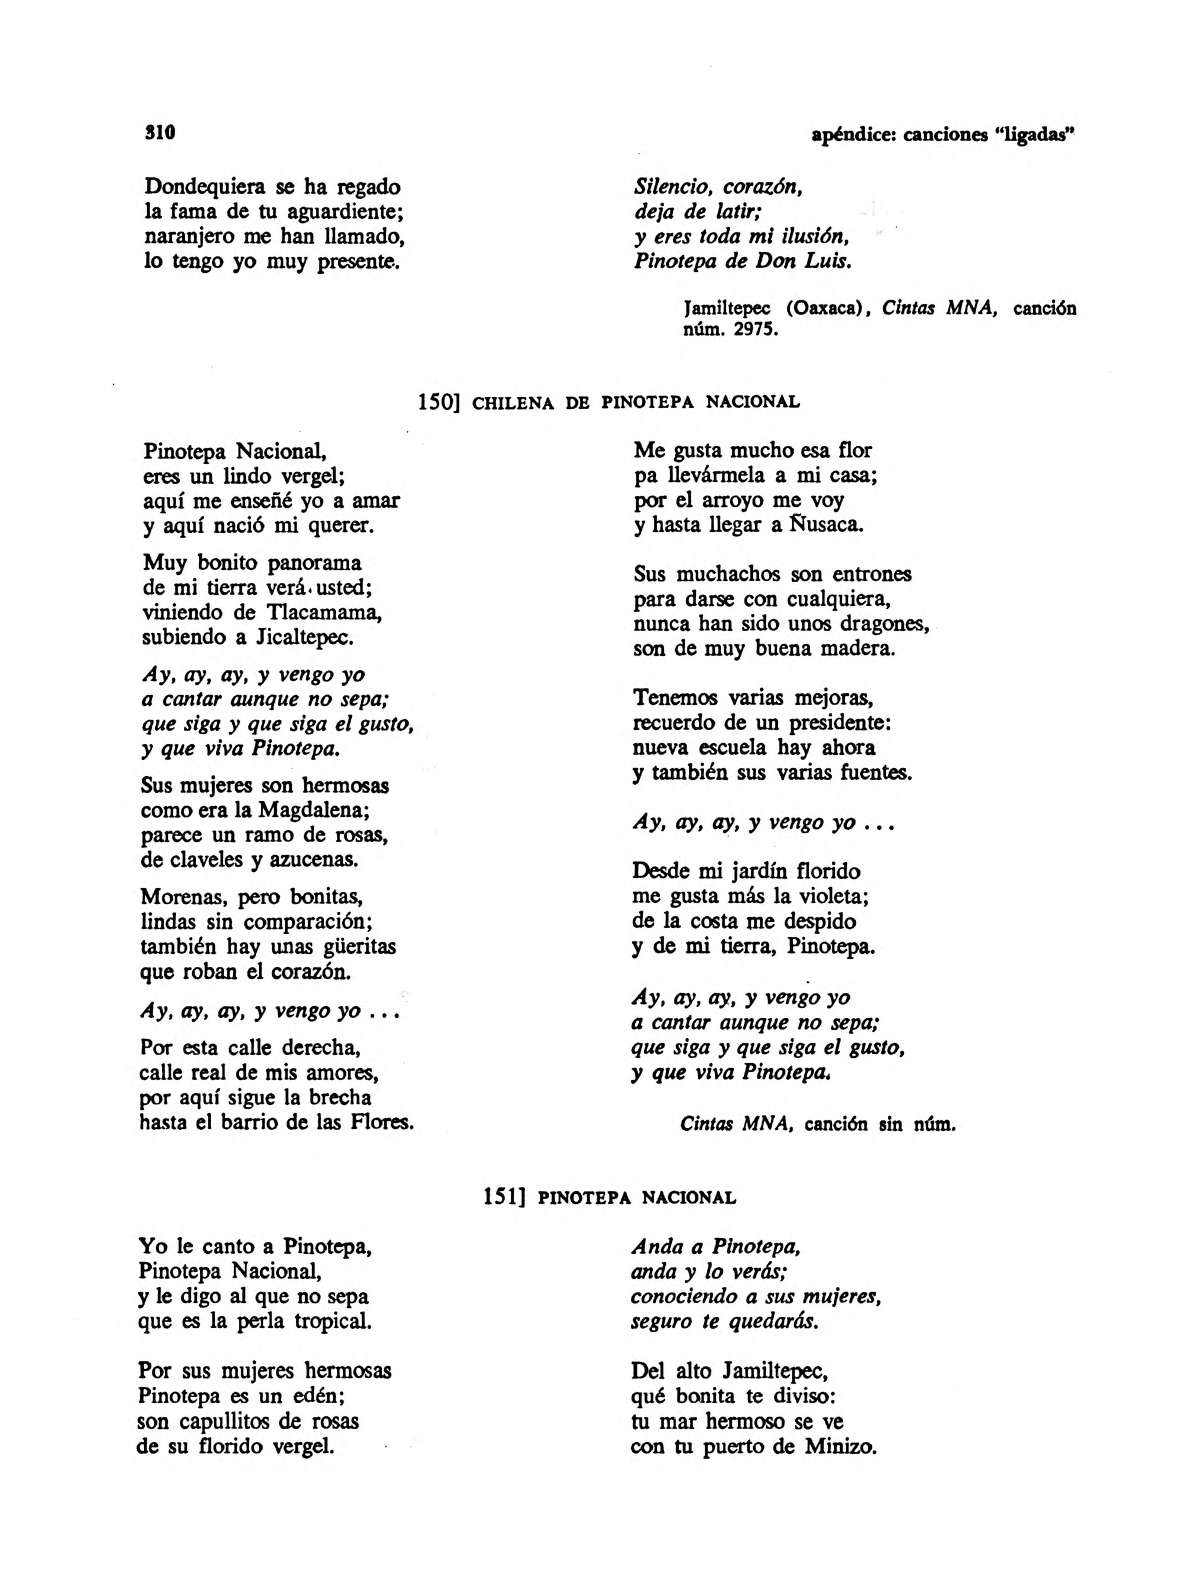 310
apéndice: canciones "ligadas"
Dondequiera se ha regado
la fama de tu aguardiente;
naranjero me han llamado,
lo tengo yo muy presente.
Silencio, corazón,
deja de latir;
y eres toda mi ilusión,
Pinotepa de Don Luis.
Jamiltepec (Oaxaca), Cintas MNA, canción
núm. 2975.
150] CHILENA DE PINOTEPA NACIONAL
Pinotepa Nacional,
eres un lindo vergel;
aquí me enseñé yo a amar
y aquí nació mi querer.
Muy bonito panorama
de mi tierra verá usted;
viniendo de Tlacamama,
subiendo a Jicaltepec.
Ay, ay, ay, y vengo yo
a cantar aunque no sepa;
que siga y que siga el gusto,
y que viva Pinotepa.
Sus mujeres son hermosas
como era la Magdalena;
parece un ramo de rosas,
de claveles y azucenas.
Morenas, pero bonitas,
lindas sin comparación;
también hay unas güeritas
que roban el corazón.
Ay, ay, ay, y vengo yo ...
Por esta calle derecha,
calle real de mis amores,
por aquí sigue la brecha
hasta el barrio de las Flores.
Me gusta mucho esa flor
pa llevármela a mi casa;
por el arroyo me voy
y hasta llegar a Ñusaca.
Sus muchachos son entrones
para darse con cualquiera,
nunca han sido unos dragones,
son de muy buena madera.
Tenemos varias mejoras,
recuerdo de un presidente:
nueva escuela hay ahora
y también sus varias fuentes.
Ay, ay, ay, y vengo yo ...
Desde mi jardín florido
me gusta más la violeta;
de la costa me despido
y de mi tierra, Pinotepa.
Ay, ay, ay, y vengo yo
a cantar aunque no sepa;
que siga y que siga el gusto,
y que viva Pinotepa.
Cintas MNA, canción sin núm.
151] PINOTEPA NACIONAL
Yo le canto a Pinotepa,
Pinotepa Nacional,
y le digo al que no sepa
que es la perla tropical.
Por sus mujeres hermosas
Pinotepa es un edén;
son capullitos de rosas
de su florido vergel.
Anda a Pinotepa,
anda y lo verás;
conociendo a sus mujeres,
seguro te quedarás.
Del alto Jamiltepec,
qué bonita te diviso:
tu mar hermoso se ve
con tu puerto de Minizo.